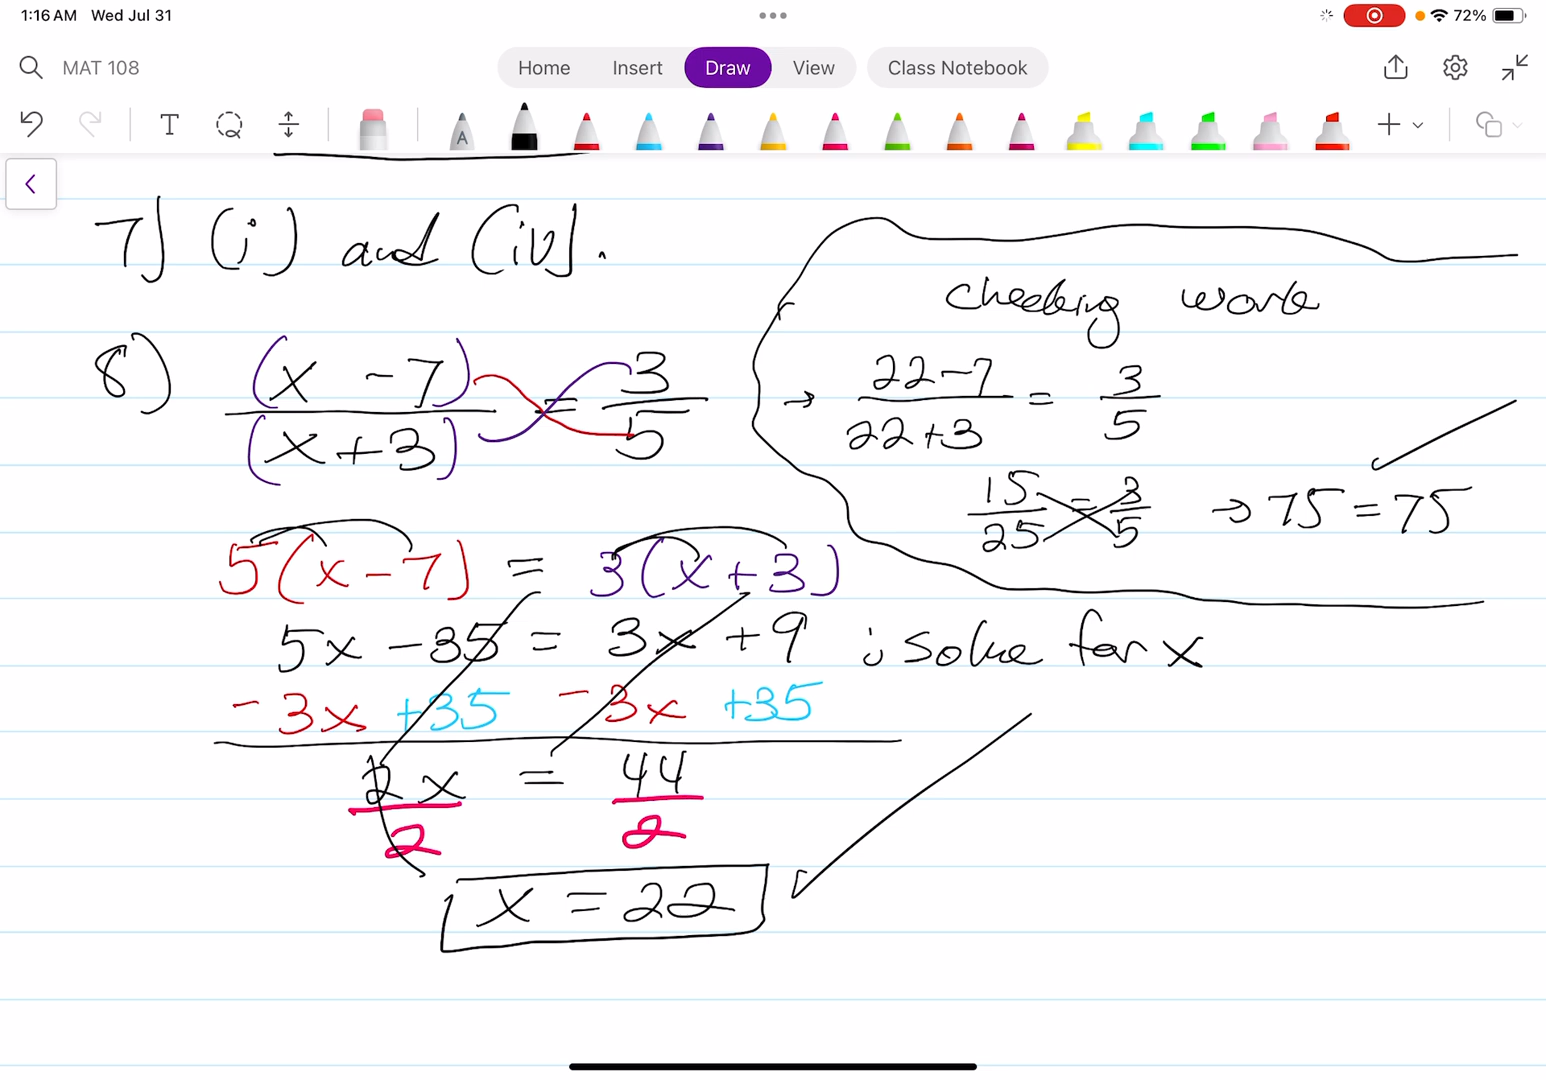 1:16 AM Wed Jul 31
72%
MAT 108
Home Insert Draw View Class Notebook
T A
7) (i) and (iv).
8) (x - 7) / (x + 3) = 3 / 5
5(x - 7) = 3(x + 3)
5x - 35 = 3x + 9 ; solve for x
- 3x + 35 - 3x + 35
2x / 2 = 44 / 2
x = 22
checking work
→ 22 - 7 / 22 + 3 = 3 / 5
15 / 25 = 3 / 5 → 75 = 75